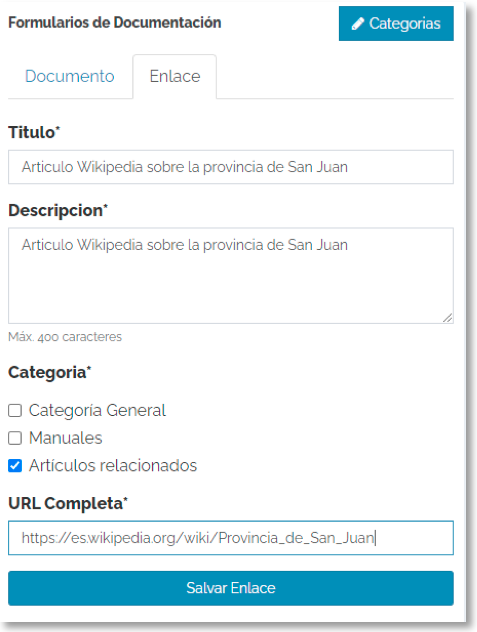 Formularios de Documentación
Categorias
Documento
Enlace
Titulo*
Articulo Wikipedia sobre la provincia de San Juan
Descripcion*
Articulo Wikipedia sobre la provincia de San Juan
Máx. 400 caracteres
Categoria*
Categoría General
Manuales
Artículos relacionados
URL Completa*
https://es.wikipedia.org/wiki/Provincia_de_San_Juan
Salvar Enlace